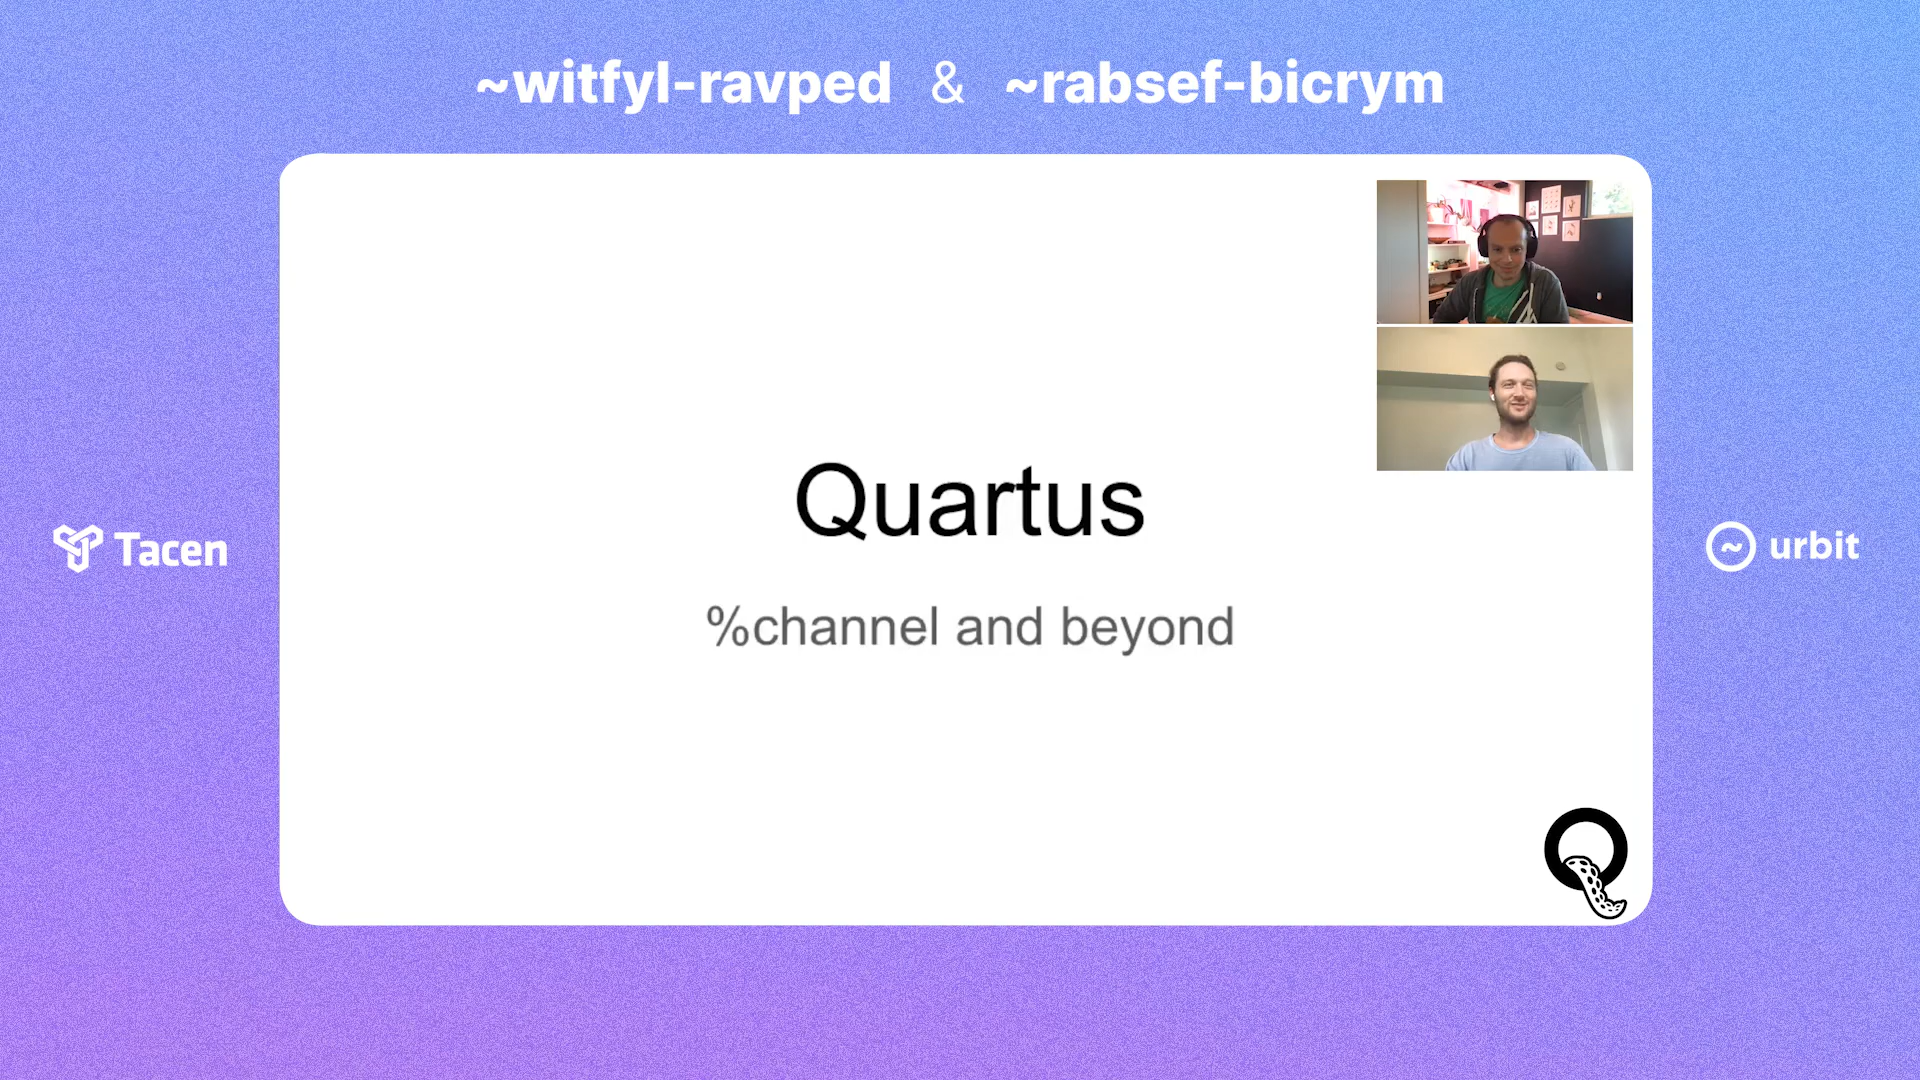 ~witfyl-ravped & ~rabsef-bicrym
Quartus
%channel and beyond
Tacen
~ urbit
Q